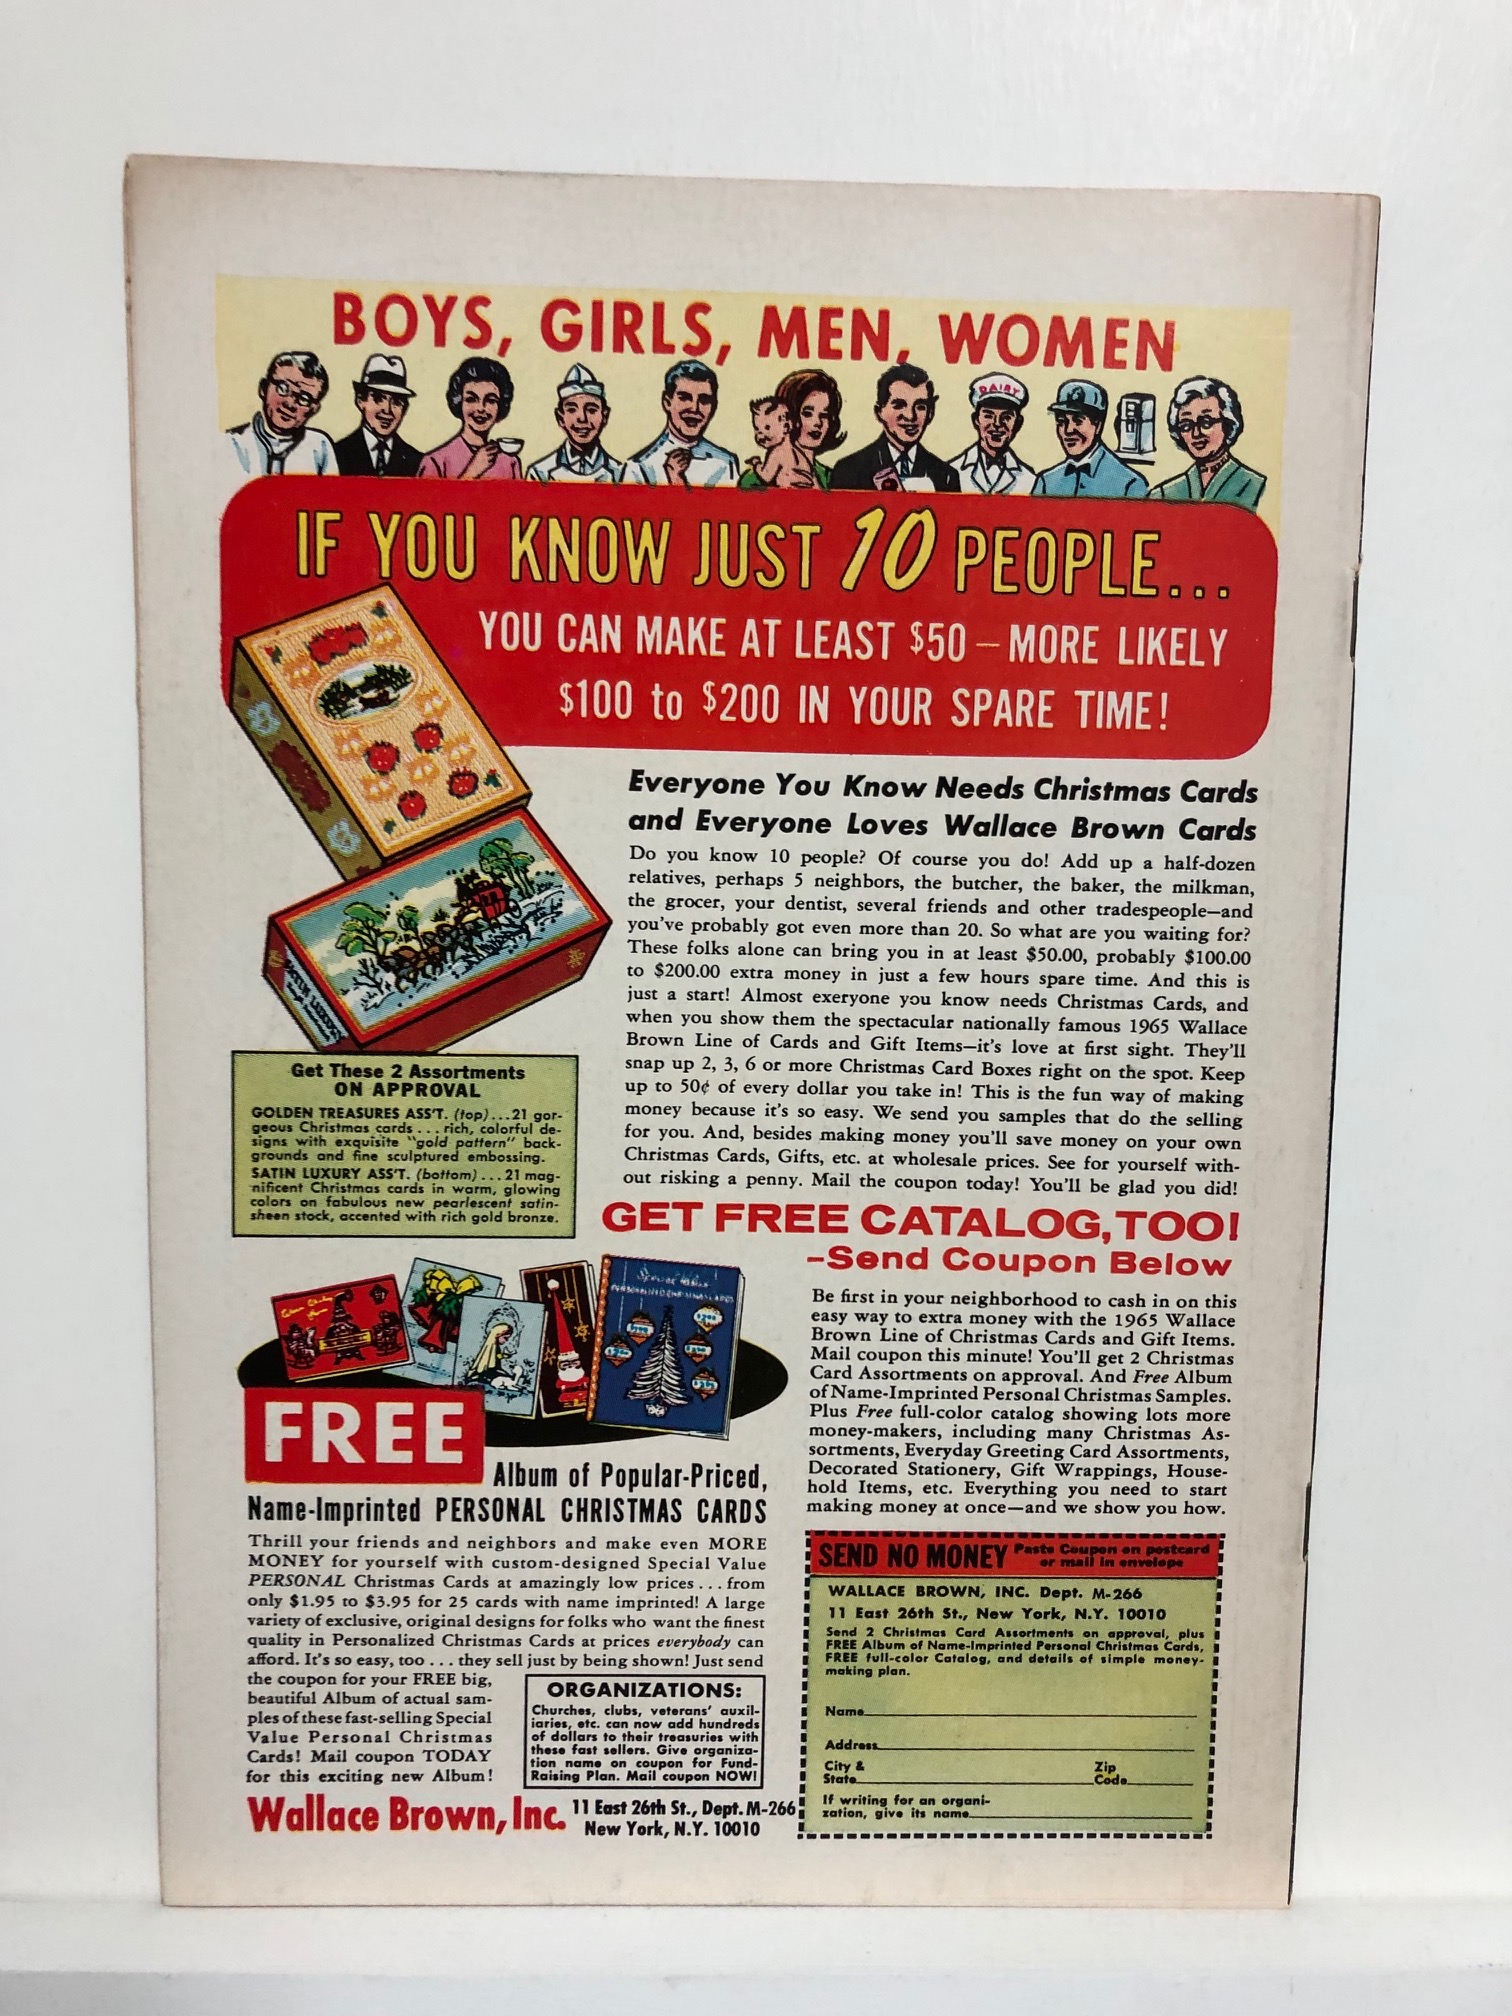 BOYS, GIRLS, MEN, WOMEN
DAIRY
IF YOU KNOW JUST 10 PEOPLE...
YOU CAN MAKE AT LEAST $50 – MORE LIKELY
$100 to $200 IN YOUR SPARE TIME!
Everyone You Know Needs Christmas Cards
and Everyone Loves Wallace Brown Cards
Do you know 10 people? Of course you do! Add up a half-dozen
relatives, perhaps 5 neighbors, the butcher, the baker, the milkman,
the grocer, your dentist, several friends and other tradespeople—and
you've probably got even more than 20. So what are you waiting for?
These folks alone can bring you in at least $50.00, probably $100.00
to $200.00 extra money in just a few hours spare time. And this is
just a start! Almost exeryone you know needs Christmas Cards, and
when you show them the spectacular nationally famous 1965 Wallace
Brown Line of Cards and Gift Items—it's love at first sight. They'll
snap up 2, 3, 6 or more Christmas Card Boxes right on the spot. Keep
up to 50¢ of every dollar you take in! This is the fun way of making
money because it's so easy. We send you samples that do the selling
for you. And, besides making money you'll save money on your own
Christmas Cards, Gifts, etc. at wholesale prices. See for yourself with-
out risking a penny. Mail the coupon today! You'll be glad you did!
SATIN LUXURY
Get These 2 Assortments
ON APPROVAL
GOLDEN TREASURES ASS'T. (top)...21 gor-
geous Christmas cards ... rich, colorful de-
signs with exquisite "gold pattern" back-
grounds and fine sculptured embossing.
SATIN LUXURY ASS'T. (bottom) ... 21 mag-
nificent Christmas cards in warm, glowing
colors on fabulous new pearlescent satin-
sheen stock, accented with rich gold bronze.
GET FREE CATALOG, TOO!
–Send Coupon Below
Be first in your neighborhood to cash in on this
easy way to extra money with the 1965 Wallace
Brown Line of Christmas Cards and Gift Items.
Mail coupon this minute! You'll get 2 Christmas
Card Assortments on approval. And Free Album
of Name-Imprinted Personal Christmas Samples.
Plus Free full-color catalog showing lots more
money-makers, including many Christmas As-
sortments, Everyday Greeting Card Assortments,
Decorated Stationery, Gift Wrappings, House-
hold Items, etc. Everything you need to start
making money at once—and we show you how.
Special Value
PERSONALIZED CHRISTMAS CARDS
FREE
Album of Popular-Priced,
Name-Imprinted PERSONAL CHRISTMAS CARDS
Thrill your friends and neighbors and make even MORE
MONEY for yourself with custom-designed Special Value
PERSONAL Christmas Cards at amazingly low prices ... from
only $1.95 to $3.95 for 25 cards with name imprinted! A large
variety of exclusive, original designs for folks who want the finest
quality in Personalized Christmas Cards at prices everybody can
afford. It's so easy, too ... they sell just by being shown! Just send
the coupon for your FREE big,
beautiful Album of actual sam-
ples of these fast-selling Special
Value Personal Christmas
Cards! Mail coupon TODAY
for this exciting new Album!
ORGANIZATIONS:
Churches, clubs, veterans' auxil-
iaries, etc. can now add hundreds
of dollars to their treasuries with
these fast sellers. Give organiza-
tion name on coupon for Fund-
Raising Plan. Mail coupon NOW!
Wallace Brown, Inc. 11 East 26th St., Dept. M-266
New York, N.Y. 10010
SEND NO MONEY Paste Coupon on postcard
or mail in envelope
WALLACE BROWN, INC. Dept. M-266
11 East 26th St., New York, N.Y. 10010
Send 2 Christmas Card Assortments on approval, plus
FREE Album of Name-Imprinted Personal Christmas Cards,
FREE full-color Catalog, and details of simple money-
making plan.
Name
Address
City & Zip
State Code
If writing for an organi-
zation, give its name